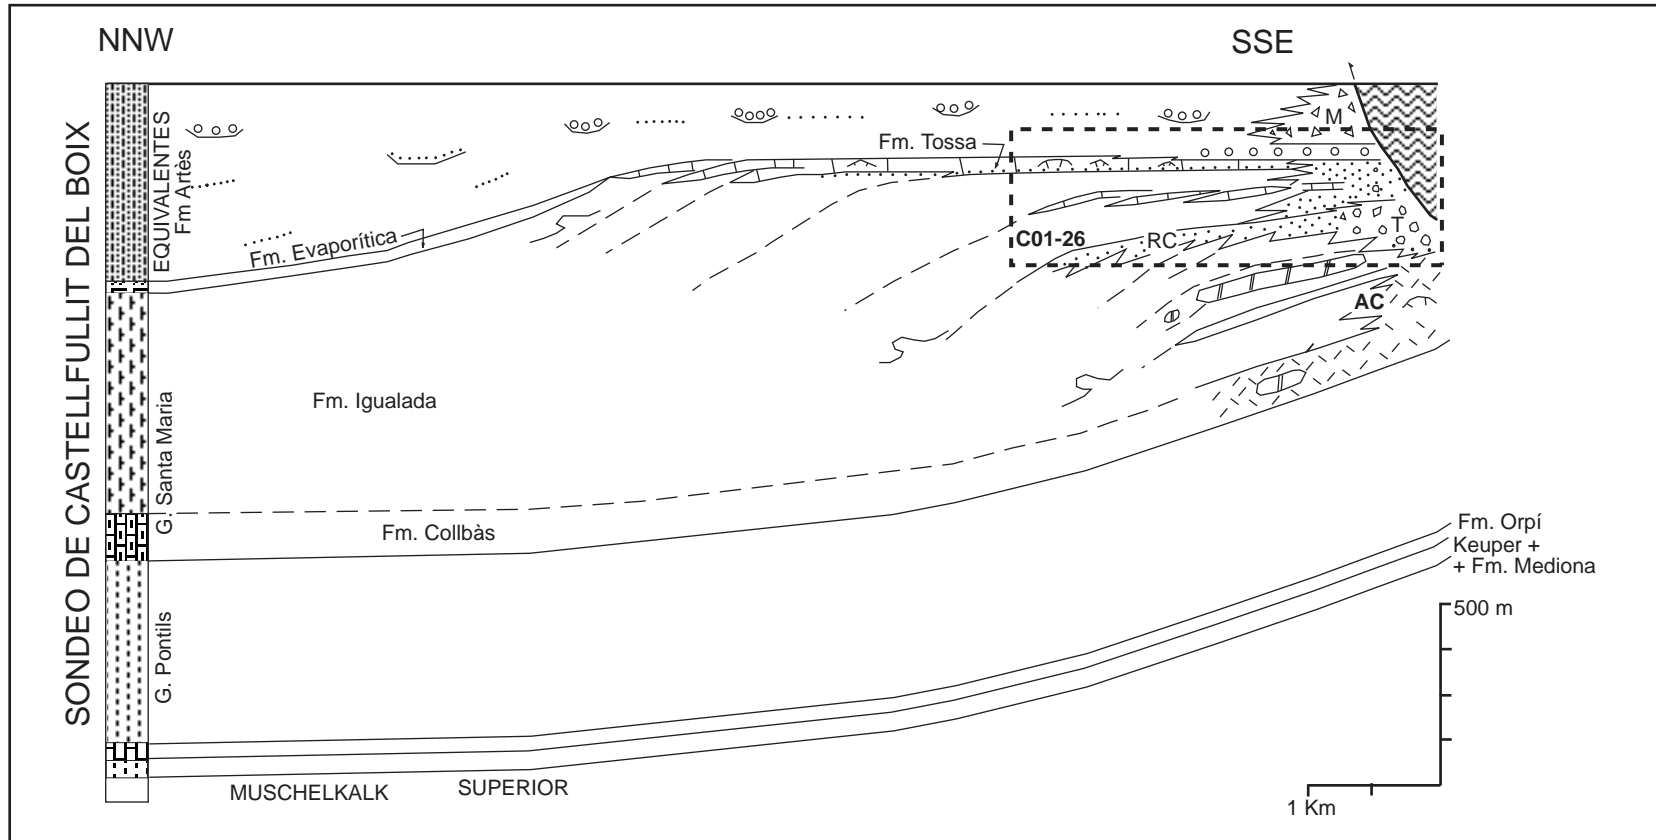 NNW
SSE
SONDEO DE CASTELLFULLIT DEL BOIX
EQUIVALENTES
Fm Artés
M
Fm. Tossa
T
Fm. Evaporítica
C01-26
RC
AC
Fm. Igualada
G. Santa Maria
Fm. Collbàs
Fm. Orpí
Keuper +
+ Fm. Mediona
G. Pontils
500 m
MUSCHELKALK SUPERIOR
1 Km